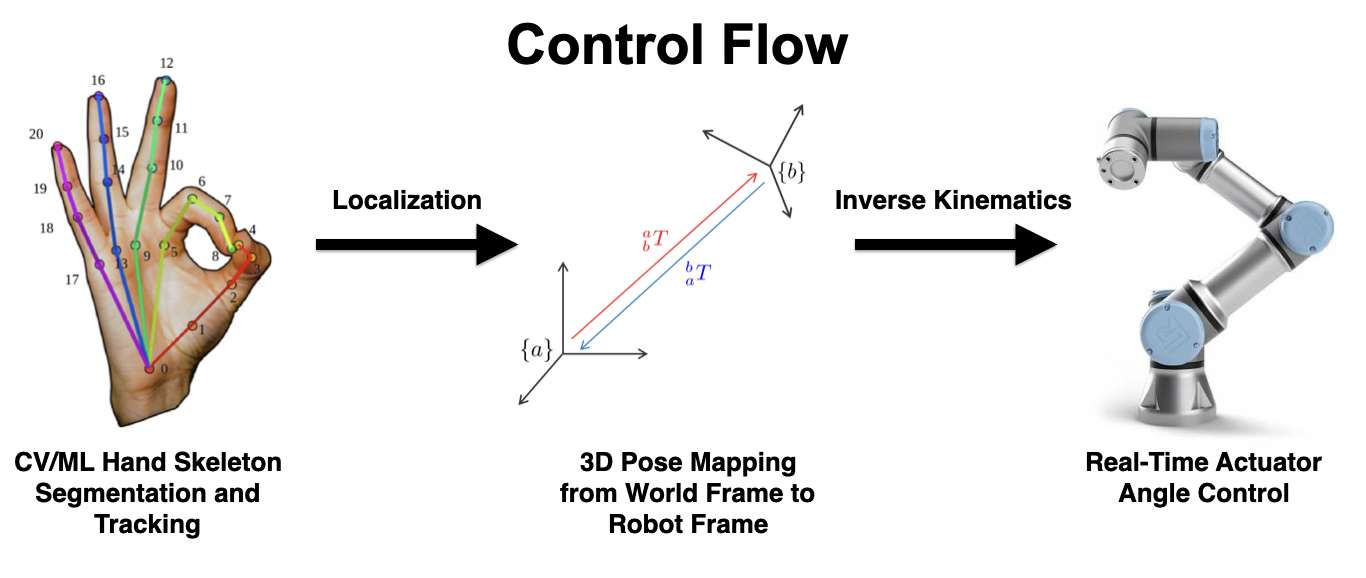 Control Flow
12
16
11
20
15
10
14
6
19
7
18
4
9
5
8
13
3
17
2
1
0
Localization
{b}
a
b T
b
a T
{a}
Inverse Kinematics
CV/ML Hand Skeleton
Segmentation and
Tracking
3D Pose Mapping
from World Frame to
Robot Frame
Real-Time Actuator
Angle Control